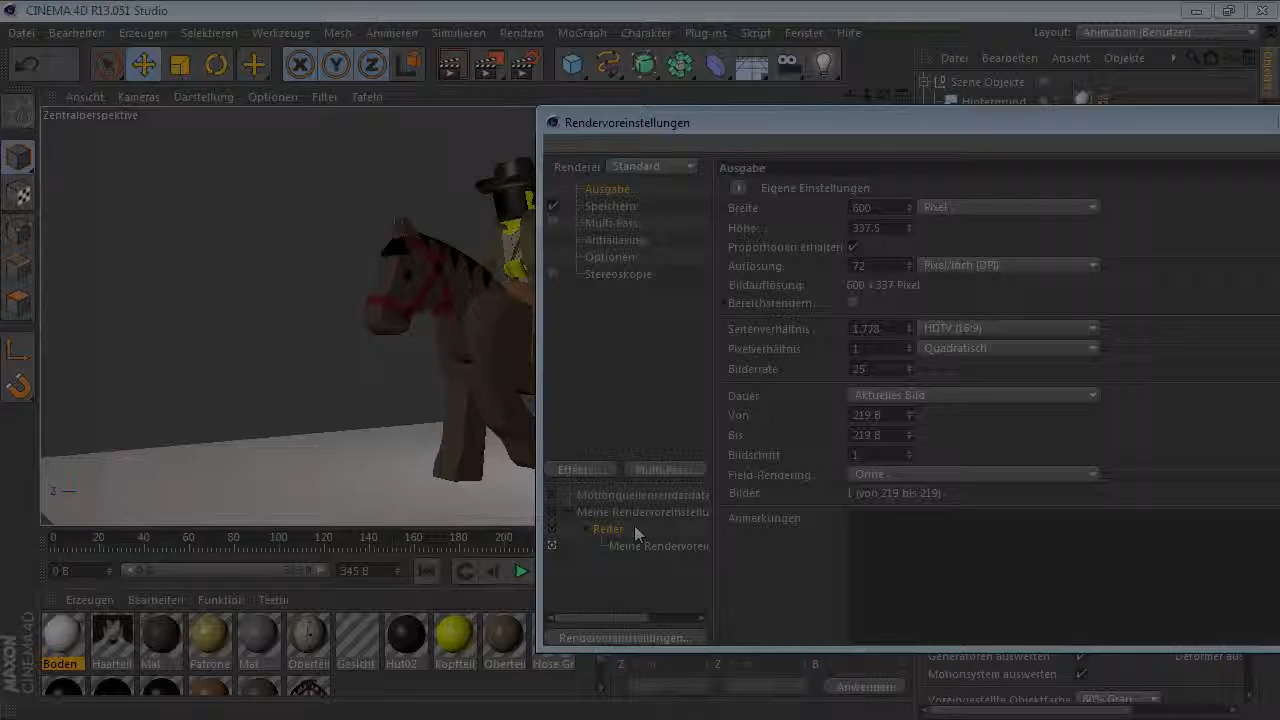 CINEMA 4D R13.051 Studio
Datei Bearbeiten Erzeugen Selektieren Werkzeuge Mesh Animieren Simulieren Rendern MoGraph Charakter Plug-ins Skript Fenster Hilfe Layout: Animation (Benutzer)
Datei Bearbeiten Ansicht Objekte
Szene Objekte
Hintergrund
Ansicht Kameras Darstellung Optionen Filter Tafeln
Zentralperspektive
Rendervoreinstellungen
Renderer Standard
Ausgabe
Speichern
Multi-Pass
Antialiasing
Optionen
Stereoskopie
Effekte... Multi-Pass...
Motionquellenrenderdate
Meine Rendervoreinstellu
Reiter
Meine Rendervorein
Rendervoreinstellungen...
Ausgabe
Eigene Einstellungen
Breite 600 Pixel
Höhe 337.5
Proportionen erhalten
Auflösung 72 Pixel/Inch (DPI)
Bildauflösung: 600 x 337 Pixel
Bereichsrendern
Seitenverhältnis 1.778 HDTV (16:9)
Pixelverhältnis 1 Quadratisch
Bilderrate 25
Dauer Aktuelles Bild
Von 219 B
Bis 219 B
Bildschritt 1
Field-Rendering Ohne
Bilder 1 (von 219 bis 219)
Anmerkungen
Z
0 20 40 60 80 100 120 140 160 180 200
0 B 345 B
Erzeugen Bearbeiten Funktion Textur
Boden Haarteil Mat Patrone Mat Oberteil Gesicht Hut02 Kopfteil Oberteil Hose Gr
MAXON CINEMA 4D
Z Z B
Anwenden
Generatoren auswerten Deformer au
Motionsystem auswerten
Voreingestellte Objektfarbe 80% Grau